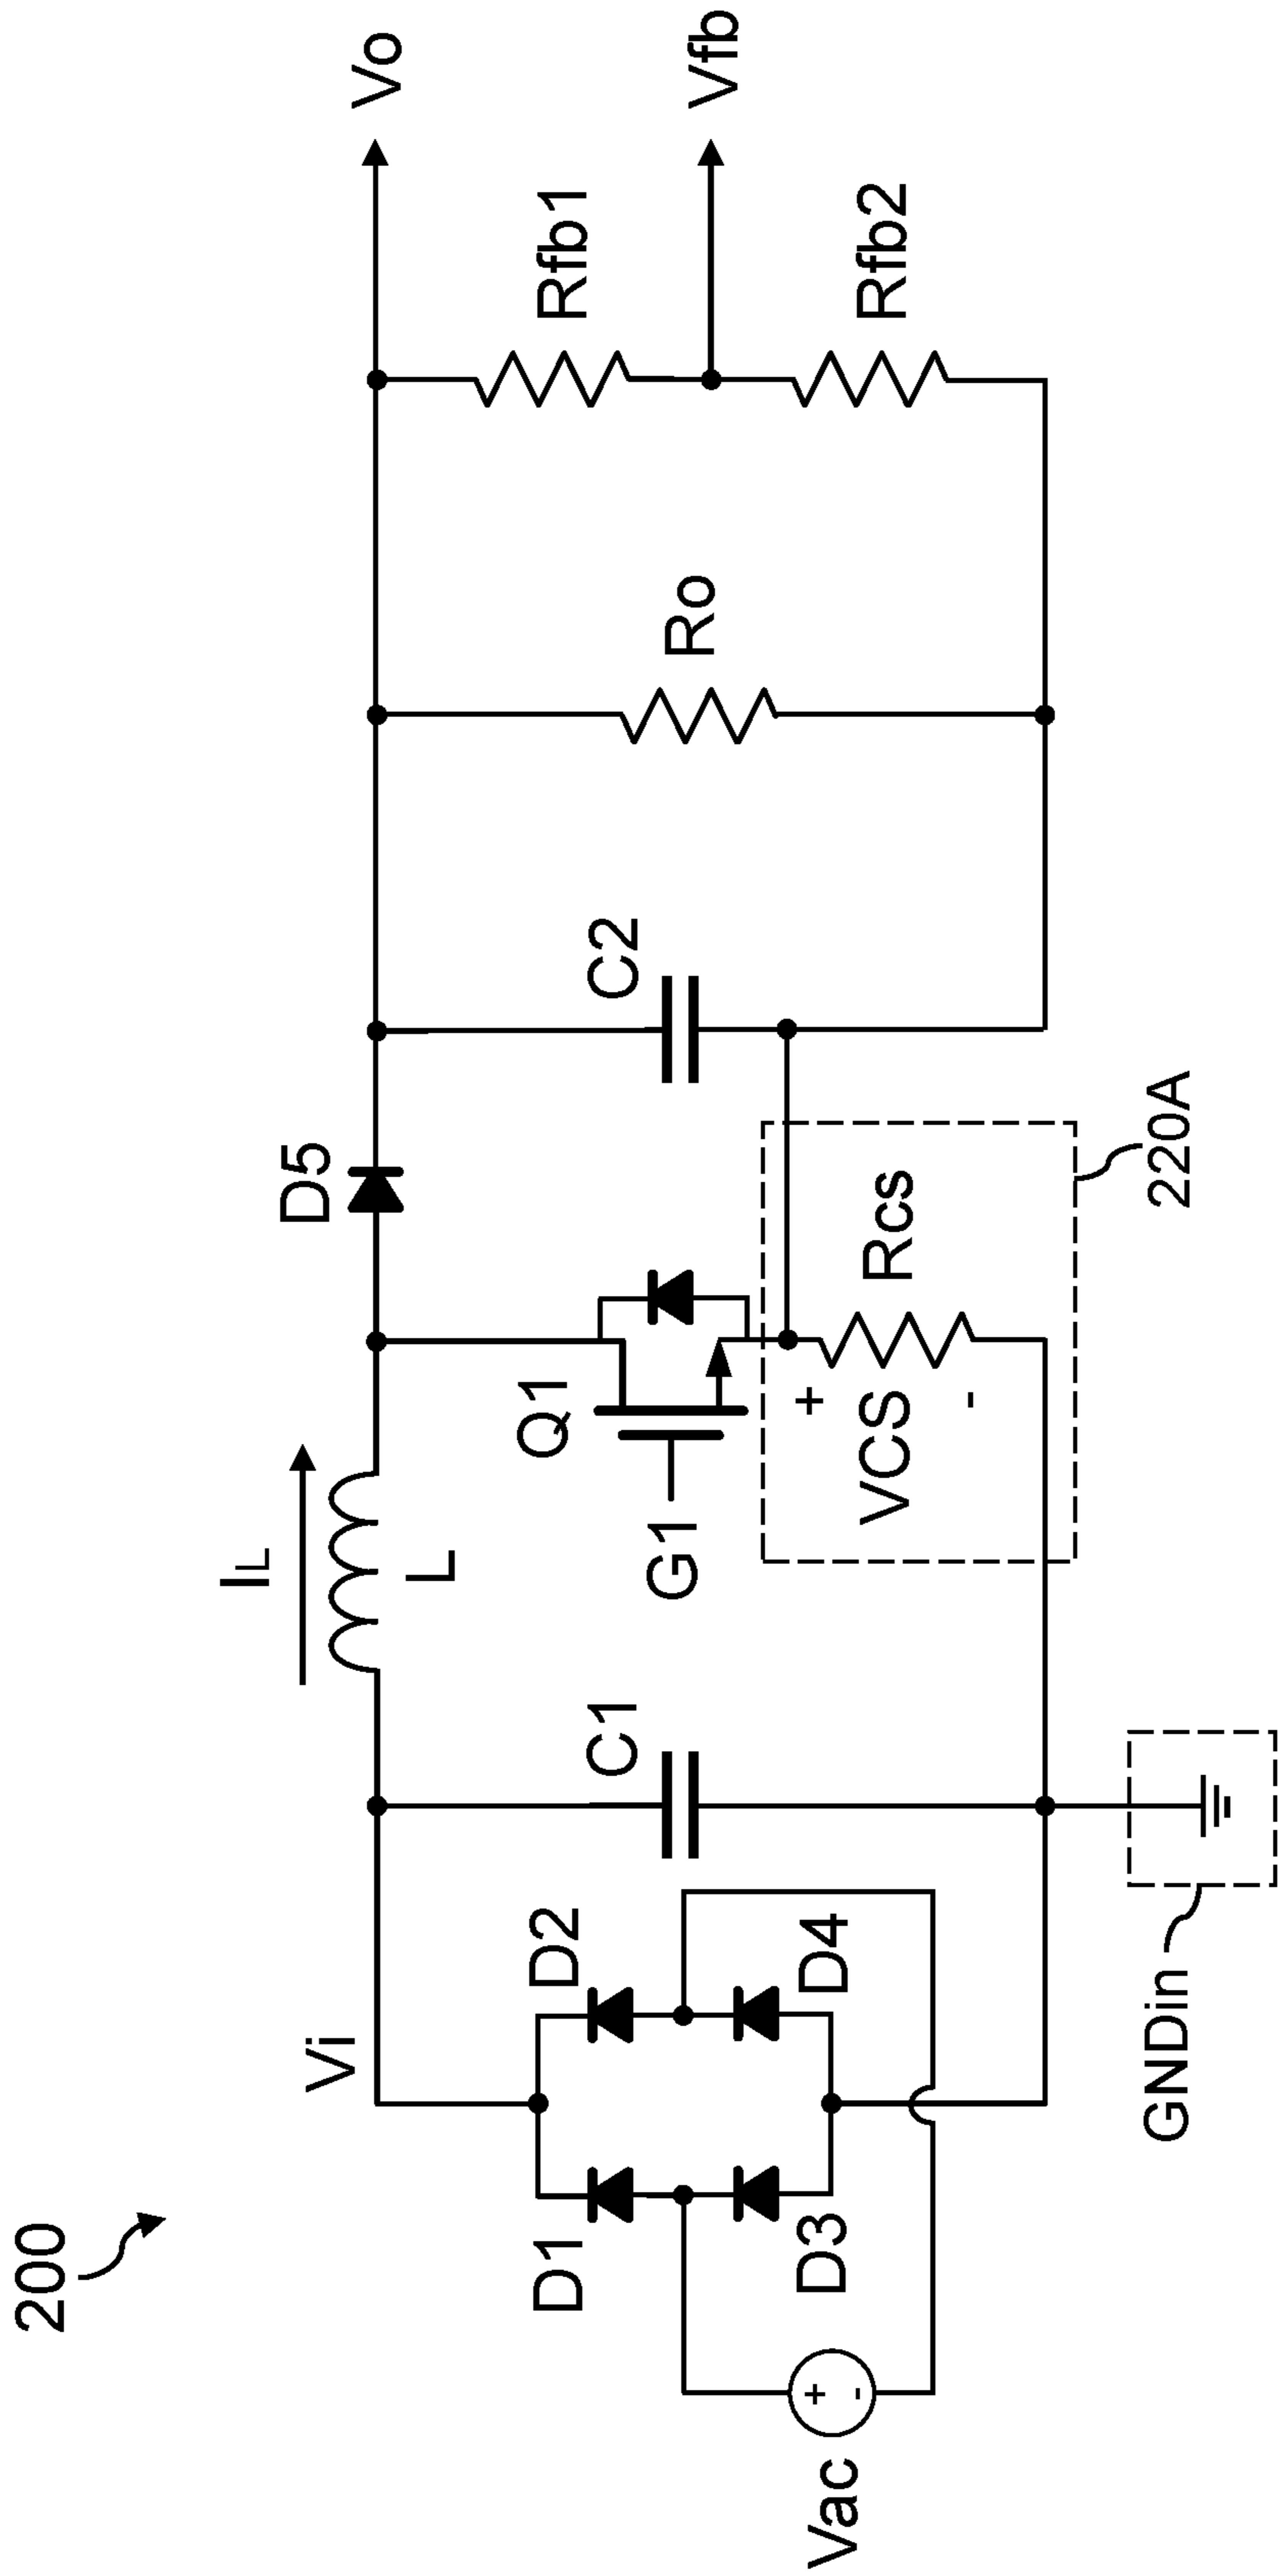 200
Vac
+
-
D1
D2
D3
D4
Vi
GNDin
C1
IL
L
G1
Q1
+
VCS
-
Rcs
220A
D5
C2
Ro
Rfb1
Rfb2
Vo
Vfb